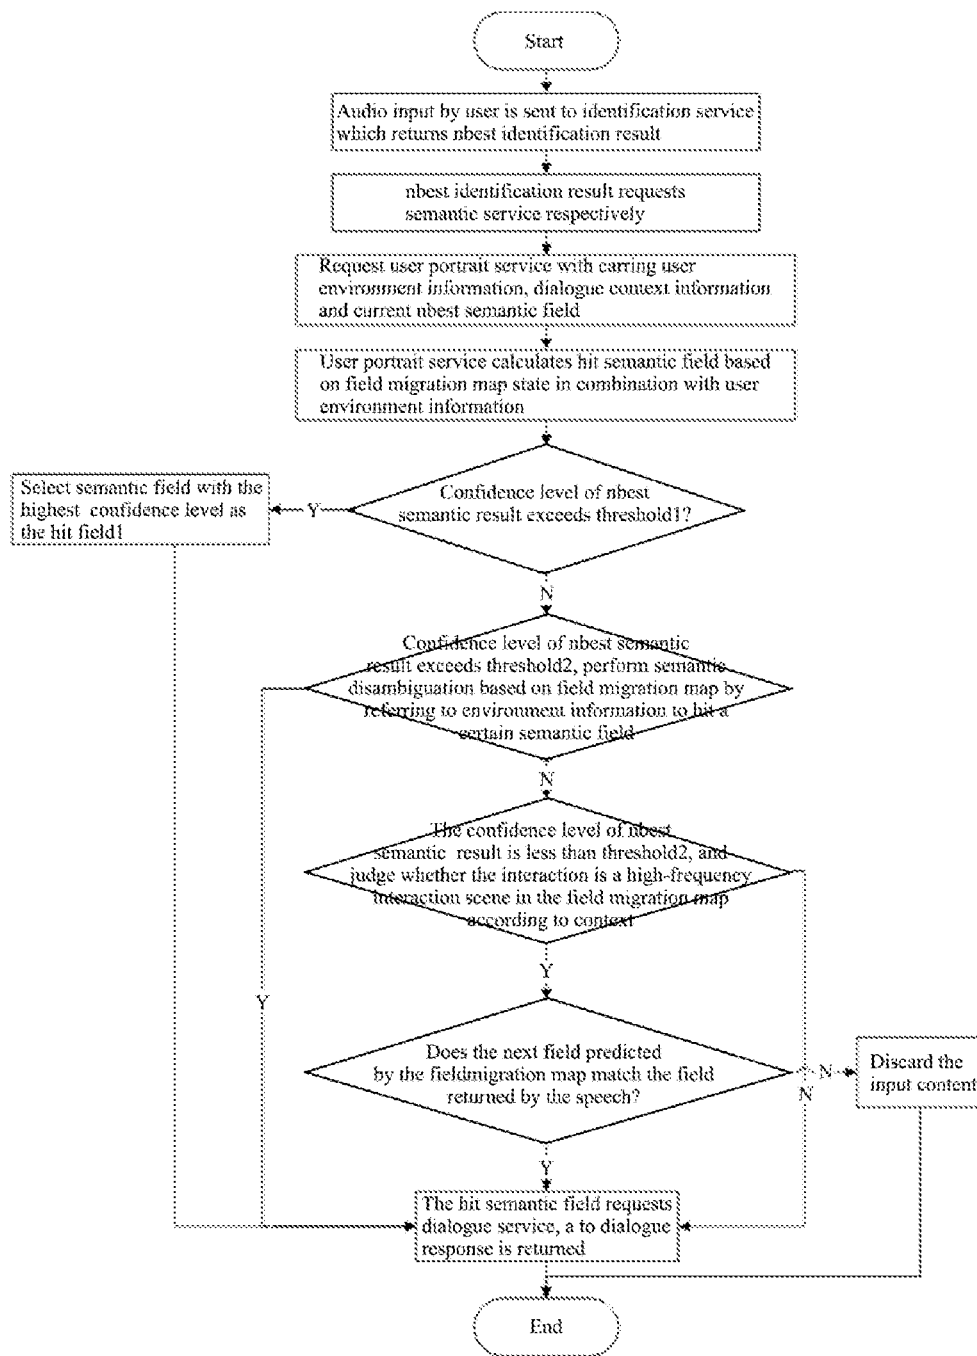 Start
Audio input by user is sent to identification service
which returns nbest identification result
nbest identification result requests
semantic service respectively
Request user portrait service with carring user
environment information, dialogue context information
and current nbest semantic field
User portrait service calculates hit semantic field based
on field migration map state in combination with user
environment information
Confidence level of nbest
semantic result exceeds threshold1?
Y
Select semantic field with the
highest confidence level as
the hit field1
N
Confidence level of nbest semantic
result exceeds threshold2, perform semantic
disambiguation based on field migration map by
referring to environment information to hit a
certain semantic field
N
The confidence level of nbest
semantic result is less than threshold2, and
judge whether the interaction is a high-frequency
interaction scene in the field migration map
according to context
Y
Y
Does the next field predicted
by the fieldmigration map match the field
returned by the speech?
N
N
Discard the
input content
Y
The hit semantic field requests
dialogue service, a to dialogue
response is returned
End